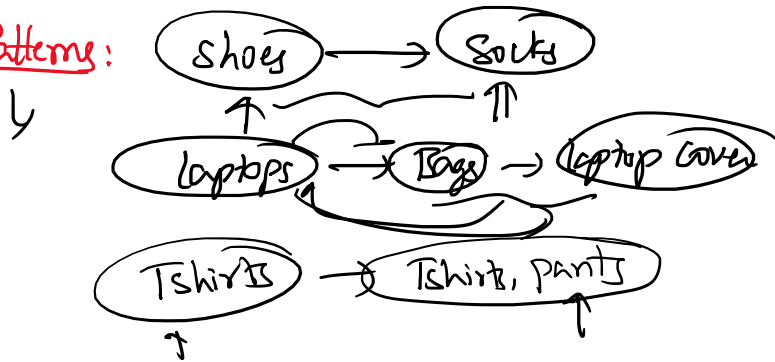 Patterns: Shoes → Socks
Laptops → Bags → laptop cover
Tshirts → Tshirts, pants